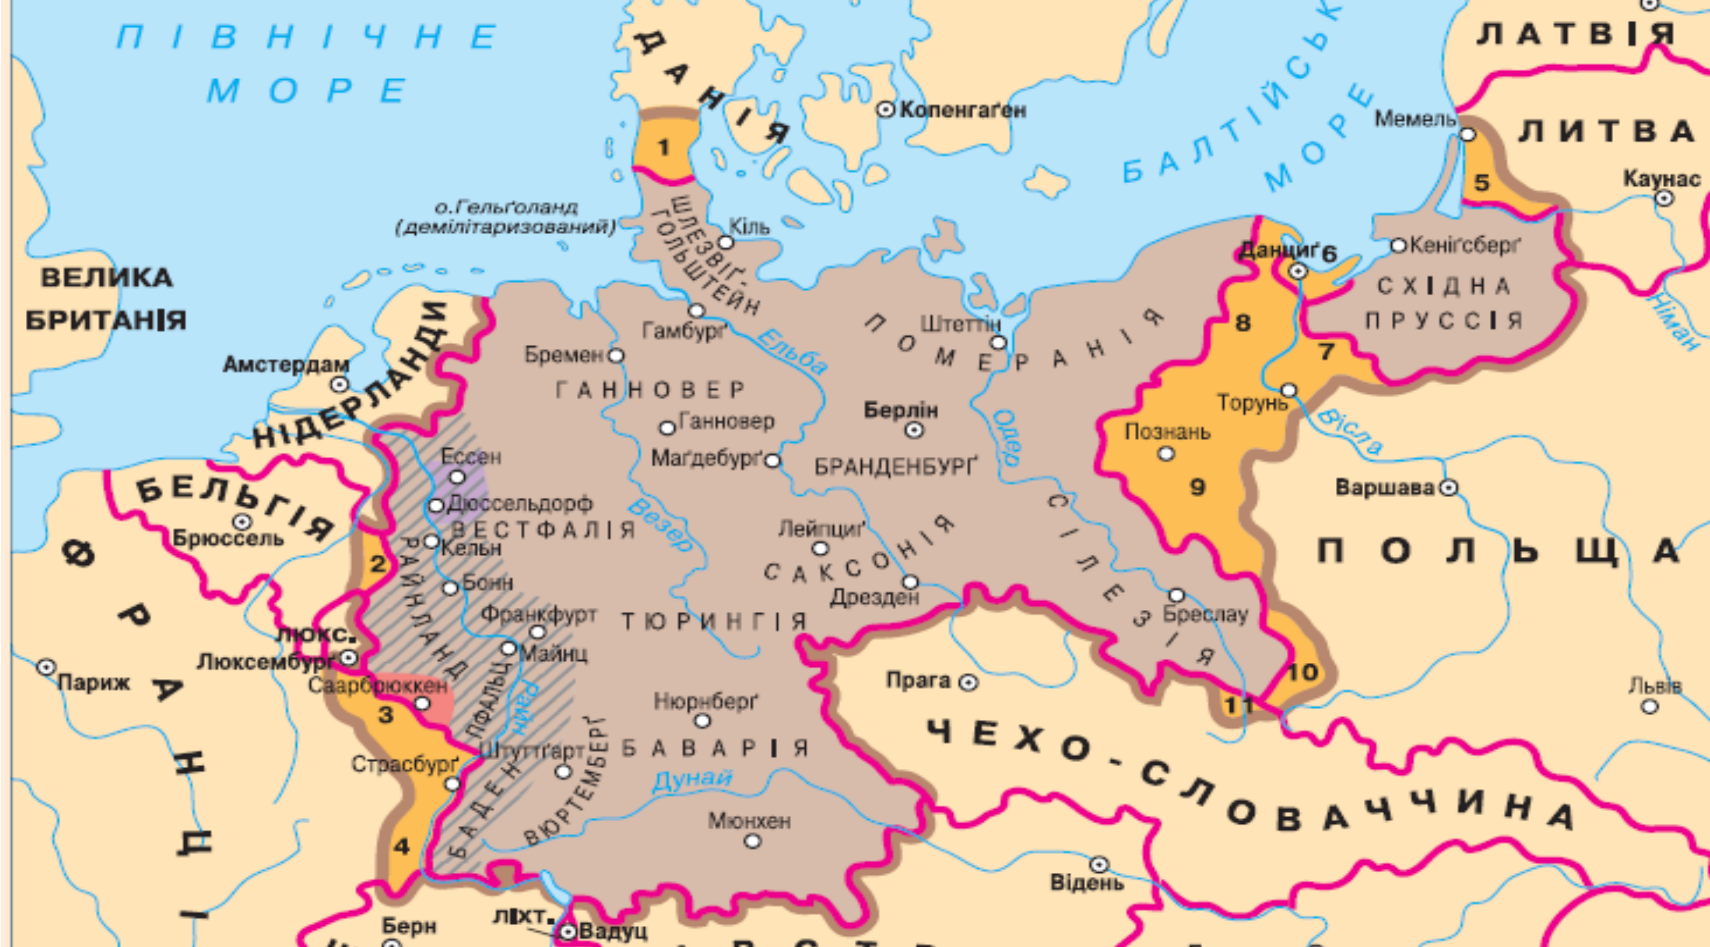 ПІВНІЧНЕ
МОРЕ
ДАНІЯ
Копенгаґен
БАЛТІЙСЬК
МОРЕ
ЛАТВІЯ
Мемель
ЛИТВА
Каунас
1
5
о.Гельґоланд
(демілітаризований)
ШЛЕЗВІГ-
ГОЛЬШТЕЙН
Кіль
ВЕЛИКА
БРИТАНІЯ
Данциґ 6
Кеніґсберґ
СХІДНА
ПРУССІЯ
Німан
Гамбурґ
Ельба
ПОМЕРАНІЯ
Штеттін
8
7
Амстердам
НІДЕРЛАНДИ
Бремен
ГАННОВЕР
Ганновер
Берлін
Одер
Торунь
Вісла
Познань
9
Варшава
ПОЛЬЩА
Маґдебурґ
БРАНДЕНБУРҐ
Ессен
Дюссельдорф
ВЕСТФАЛІЯ
Кельн
Бонн
РАЙНЛАНД
БЕЛЬГІЯ
Брюссель
2
Везер
Лейпциґ
САКСОНІЯ
Дрезден
СІЛЕЗІЯ
Бреслау
ФРАНЦІ
Париж
ЛЮКС.
Люксембурґ
Франкфурт
Майнц
ТЮРИНГІЯ
Саарбрюккен
3
ПФАЛЬЦ
Райн
Нюрнберґ
БАВАРІЯ
Прага
10
11
Львів
ЧЕХО-СЛОВАЧЧИНА
Страсбурґ
Штуттґарт
БАДЕН
ВЮРТЕМБЕРҐ
Дунай
Мюнхен
4
Відень
Берн
ЛІХТ.
Вадуц